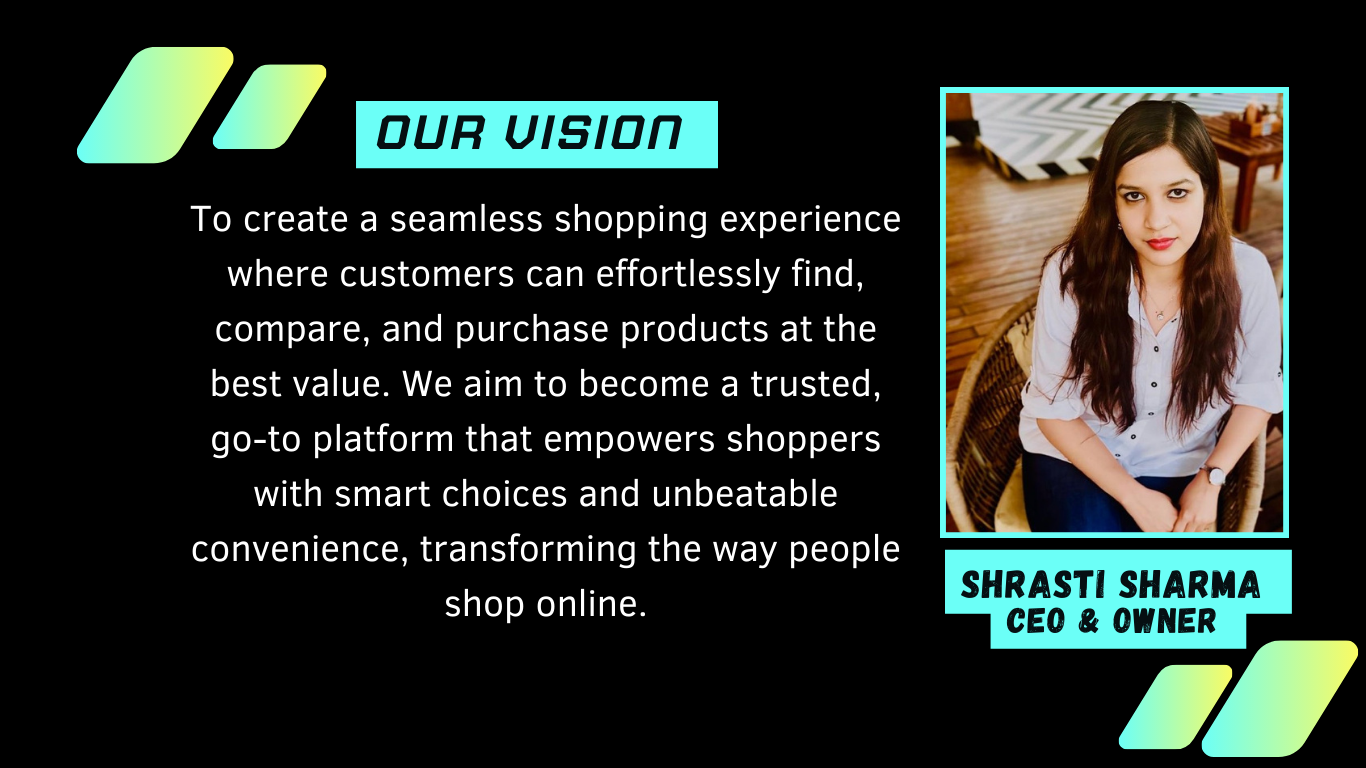 OUR VISION
To create a seamless shopping experience
where customers can effortlessly find,
compare, and purchase products at the
best value. We aim to become a trusted,
go-to platform that empowers shoppers
with smart choices and unbeatable
convenience, transforming the way people
shop online.
SHRASTI SHARMA
CEO & OWNER